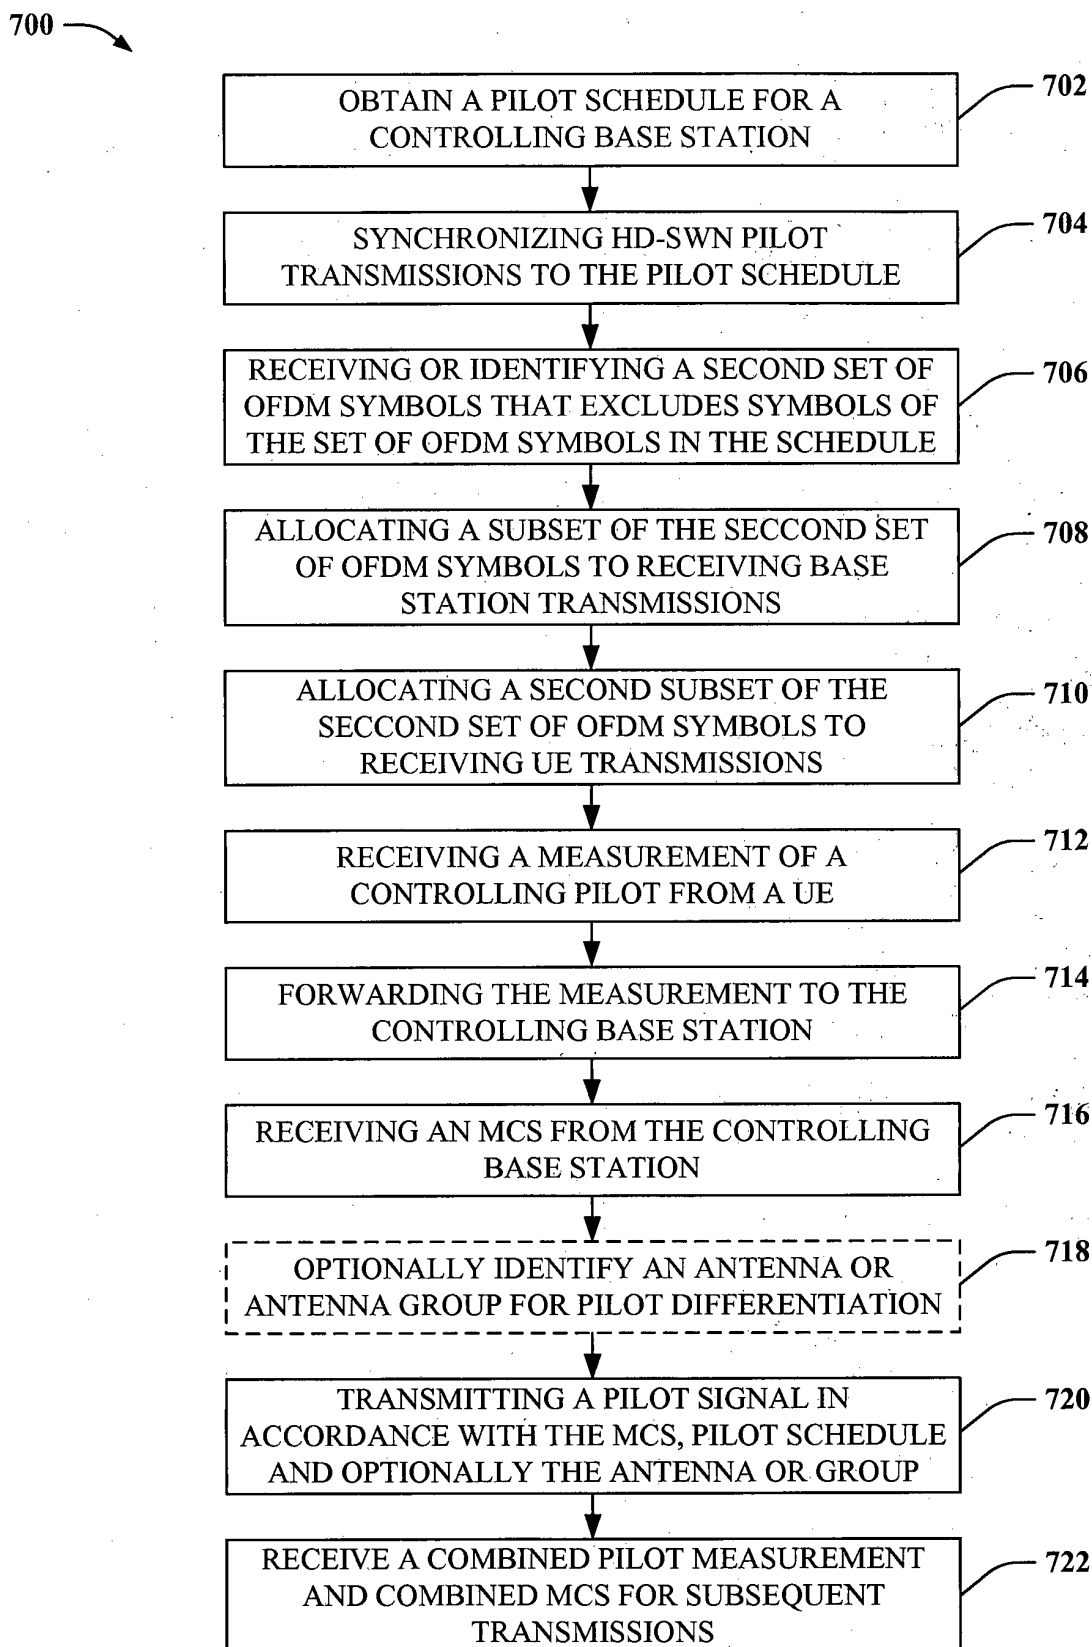 700
OBTAIN A PILOT SCHEDULE FOR A
CONTROLLING BASE STATION
702
SYNCHRONIZING HD-SWN PILOT
TRANSMISSIONS TO THE PILOT SCHEDULE
704
RECEIVING OR IDENTIFYING A SECOND SET OF
OFDM SYMBOLS THAT EXCLUDES SYMBOLS OF
THE SET OF OFDM SYMBOLS IN THE SCHEDULE
706
ALLOCATING A SUBSET OF THE SECCOND SET
OF OFDM SYMBOLS TO RECEIVING BASE
STATION TRANSMISSIONS
708
ALLOCATING A SECOND SUBSET OF THE
SECCOND SET OF OFDM SYMBOLS TO
RECEIVING UE TRANSMISSIONS
710
RECEIVING A MEASUREMENT OF A
CONTROLLING PILOT FROM A UE
712
FORWARDING THE MEASUREMENT TO THE
CONTROLLING BASE STATION
714
RECEIVING AN MCS FROM THE CONTROLLING
BASE STATION
716
OPTIONALLY IDENTIFY AN ANTENNA OR
ANTENNA GROUP FOR PILOT DIFFERENTIATION
718
TRANSMITTING A PILOT SIGNAL IN
ACCORDANCE WITH THE MCS, PILOT SCHEDULE
AND OPTIONALLY THE ANTENNA OR GROUP
720
RECEIVE A COMBINED PILOT MEASUREMENT
AND COMBINED MCS FOR SUBSEQUENT
TRANSMISSIONS
722